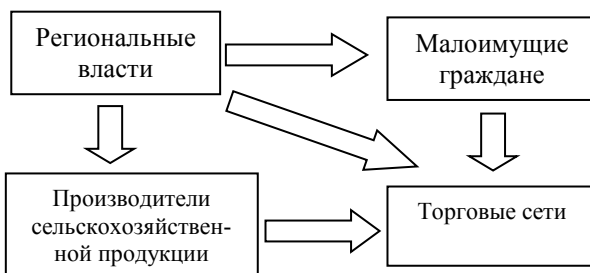 Региональные
власти
Малоимущие
граждане
Производители
сельскохозяйствен-
ной продукции
Торговые сети